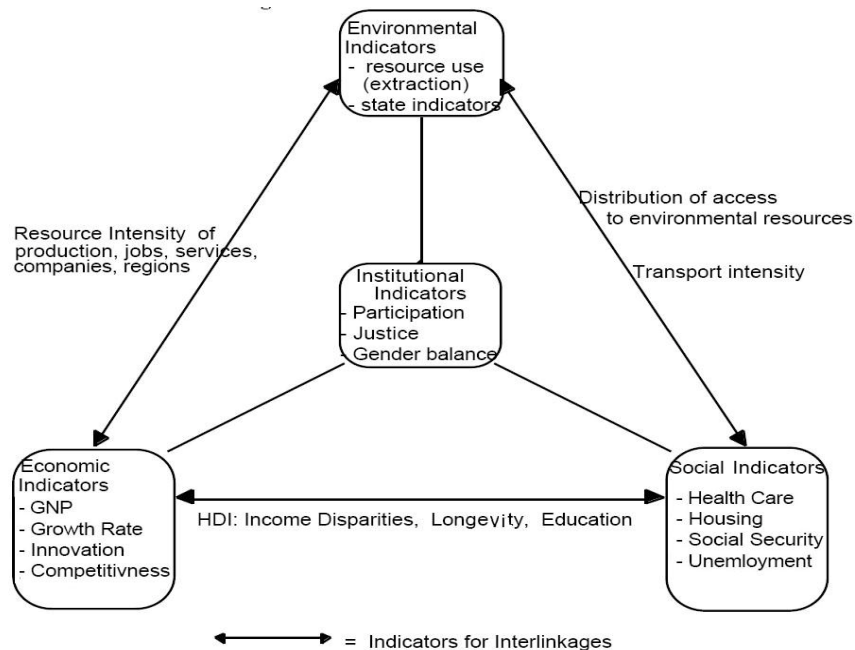 Environmental
Indicators
- resource use
(extraction)
- state indicators
Distribution of access
to environmental resources
Resource Intensity of
production, jobs, services,
companies, regions
Transport intensity
Institutional
Indicators
- Participation
- Justice
- Gender balance
Economic
Indicators
- GNP
- Growth Rate
- Innovation
- Competitivness
HDI: Income Disparities, Longevity, Education
Social Indicators
- Health Care
- Housing
- Social Security
- Unemloyment
= Indicators for Interlinkages